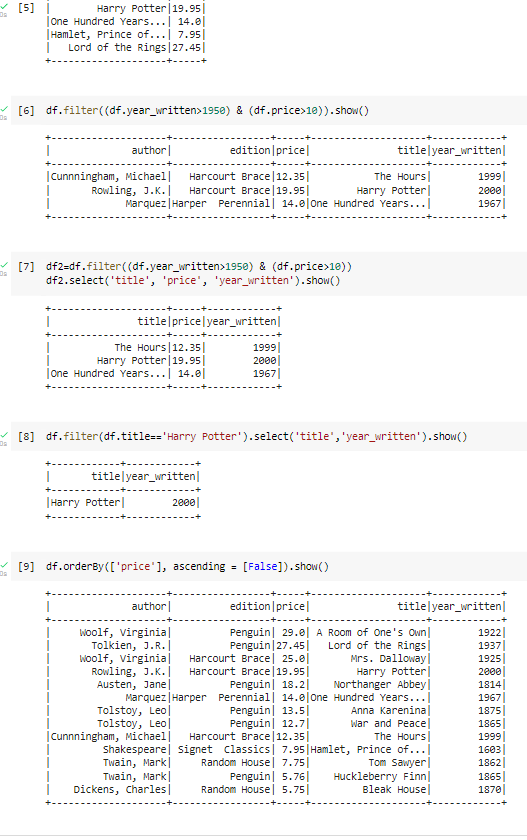 [5] |        Harry Potter|19.95|
|One Hundred Years...| 14.0|
|Hamlet, Prince of...| 7.95|
|   Lord of the Rings|27.45|
+--------------------+-----+
[6] df.filter((df.year_written>1950) & (df.price>10)).show()
+--------------------+----------------+-----+--------------------+------------+
|              author|         edition|price|               title|year_written|
+--------------------+----------------+-----+--------------------+------------+
|Cunnningham, Michael|  Harcourt Brace|12.35|           The Hours|        1999|
|       Rowling, J.K.|  Harcourt Brace|19.95|        Harry Potter|        2000|
|             Marquez|Harper  Perennial| 14.0|One Hundred Years...|        1967|
+--------------------+----------------+-----+--------------------+------------+
[7] df2=df.filter((df.year_written>1950) & (df.price>10))
df2.select('title', 'price', 'year_written').show()
+--------------------+-----+------------+
|               title|price|year_written|
+--------------------+-----+------------+
|           The Hours|12.35|        1999|
|        Harry Potter|19.95|        2000|
|One Hundred Years...| 14.0|        1967|
+--------------------+-----+------------+
[8] df.filter(df.title=='Harry Potter').select('title','year_written').show()
+------------+------------+
|       title|year_written|
+------------+------------+
|Harry Potter|        2000|
+------------+------------+
[9] df.orderBy(['price'], ascending = [False]).show()
+--------------------+----------------+-----+--------------------+------------+
|              author|         edition|price|               title|year_written|
+--------------------+----------------+-----+--------------------+------------+
|     Woolf, Virginia|         Penguin| 29.0| A Room of One's Own|        1922|
|       Tolkien, J.R.|         Penguin|27.45|   Lord of the Rings|        1937|
|     Woolf, Virginia|  Harcourt Brace| 25.0|       Mrs. Dalloway|        1925|
|       Rowling, J.K.|  Harcourt Brace|19.95|        Harry Potter|        2000|
|        Austen, Jane|         Penguin| 18.2|    Northanger Abbey|        1814|
|             Marquez|Harper  Perennial| 14.0|One Hundred Years...|        1967|
|        Tolstoy, Leo|         Penguin| 13.5|       Anna Karenina|        1875|
|        Tolstoy, Leo|         Penguin| 12.7|       War and Peace|        1865|
|Cunnningham, Michael|  Harcourt Brace|12.35|           The Hours|        1999|
|         Shakespeare| Signet  Classics| 7.95|Hamlet, Prince of...|        1603|
|         Twain, Mark|    Random House| 7.75|          Tom Sawyer|        1862|
|         Twain, Mark|         Penguin| 5.76|   Huckleberry Finn|        1865|
|    Dickens, Charles|    Random House| 5.75|         Bleak House|        1870|
+--------------------+----------------+-----+--------------------+------------+